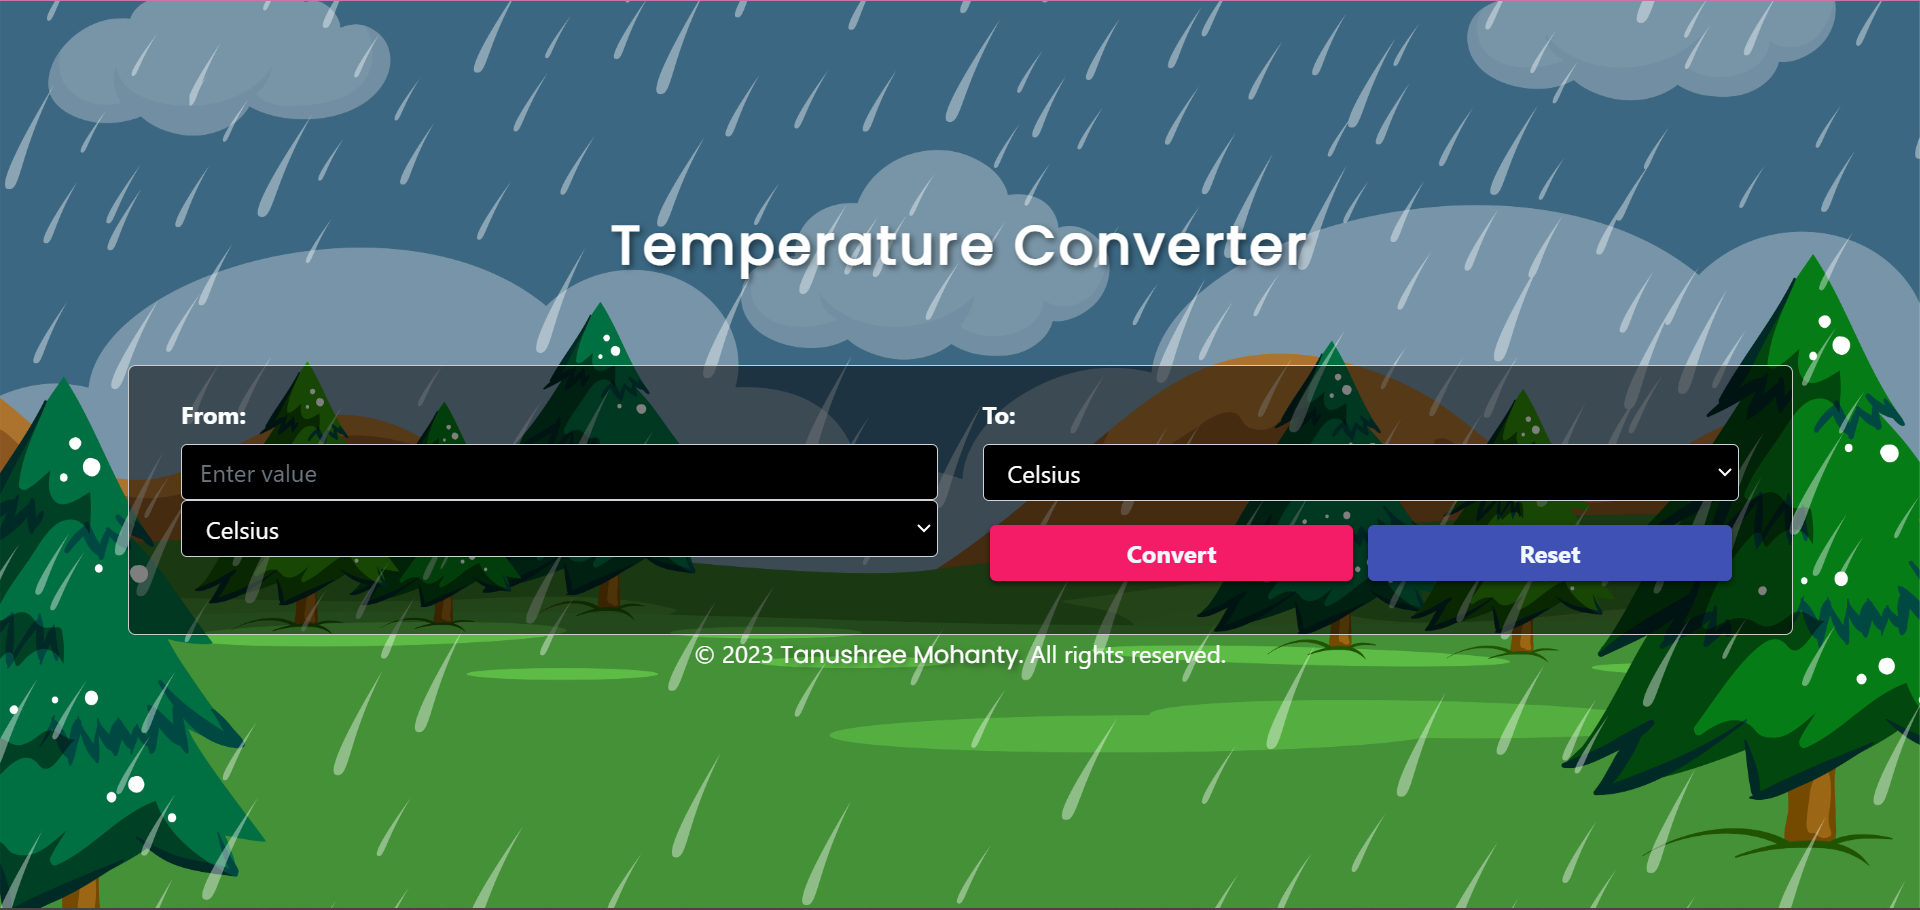 Temperature Converter
From:
Enter value
Celsius
To:
Celsius
Convert
Reset
© 2023 Tanushree Mohanty. All rights reserved.